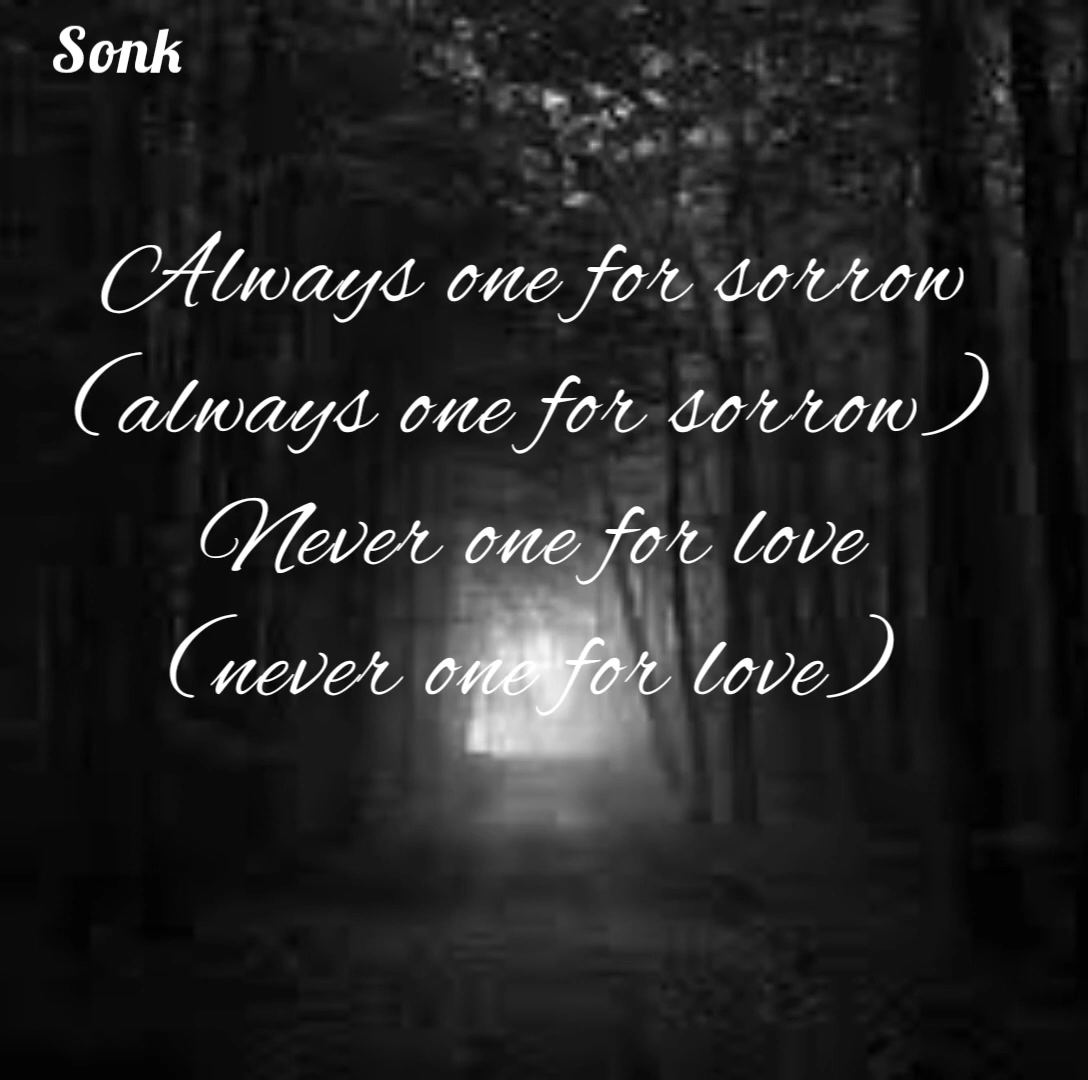 Sonk
Always one for sorrow
(always one for sorrow)
Never one for love
(never one for love)